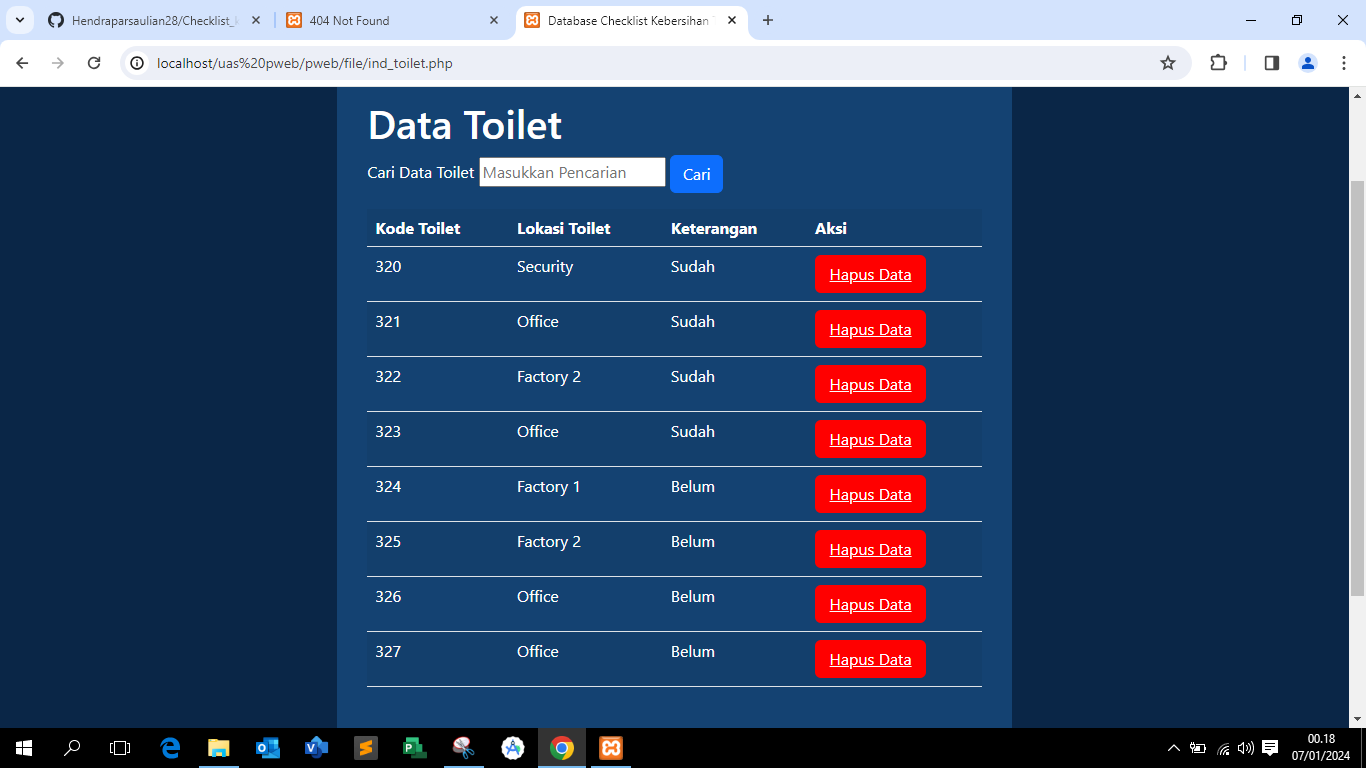 Hendraparsaulian28/Checklist_k
404 Not Found
Database Checklist Kebersihan T
localhost/uas%20pweb/pweb/file/ind_toilet.php
Data Toilet
Cari Data Toilet Masukkan Pencarian Cari
Kode Toilet Lokasi Toilet Keterangan Aksi
320 Security Sudah Hapus Data
321 Office Sudah Hapus Data
322 Factory 2 Sudah Hapus Data
323 Office Sudah Hapus Data
324 Factory 1 Belum Hapus Data
325 Factory 2 Belum Hapus Data
326 Office Belum Hapus Data
327 Office Belum Hapus Data
00.18
07/01/2024